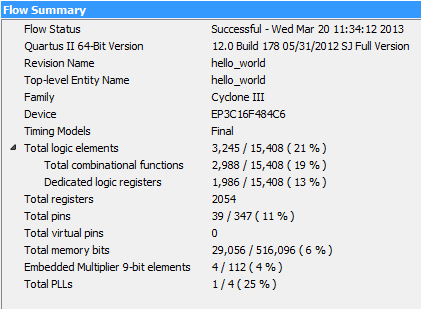 Flow Summary
Flow Status Successful - Wed Mar 20 11:34:12 2013
Quartus II 64-Bit Version 12.0 Build 178 05/31/2012 SJ Full Version
Revision Name hello_world
Top-level Entity Name hello_world
Family Cyclone III
Device EP3C16F484C6
Timing Models Final
Total logic elements 3,245 / 15,408 ( 21 % )
Total combinational functions 2,988 / 15,408 ( 19 % )
Dedicated logic registers 1,986 / 15,408 ( 13 % )
Total registers 2054
Total pins 39 / 347 ( 11 % )
Total virtual pins 0
Total memory bits 29,056 / 516,096 ( 6 % )
Embedded Multiplier 9-bit elements 4 / 112 ( 4 % )
Total PLLs 1 / 4 ( 25 % )